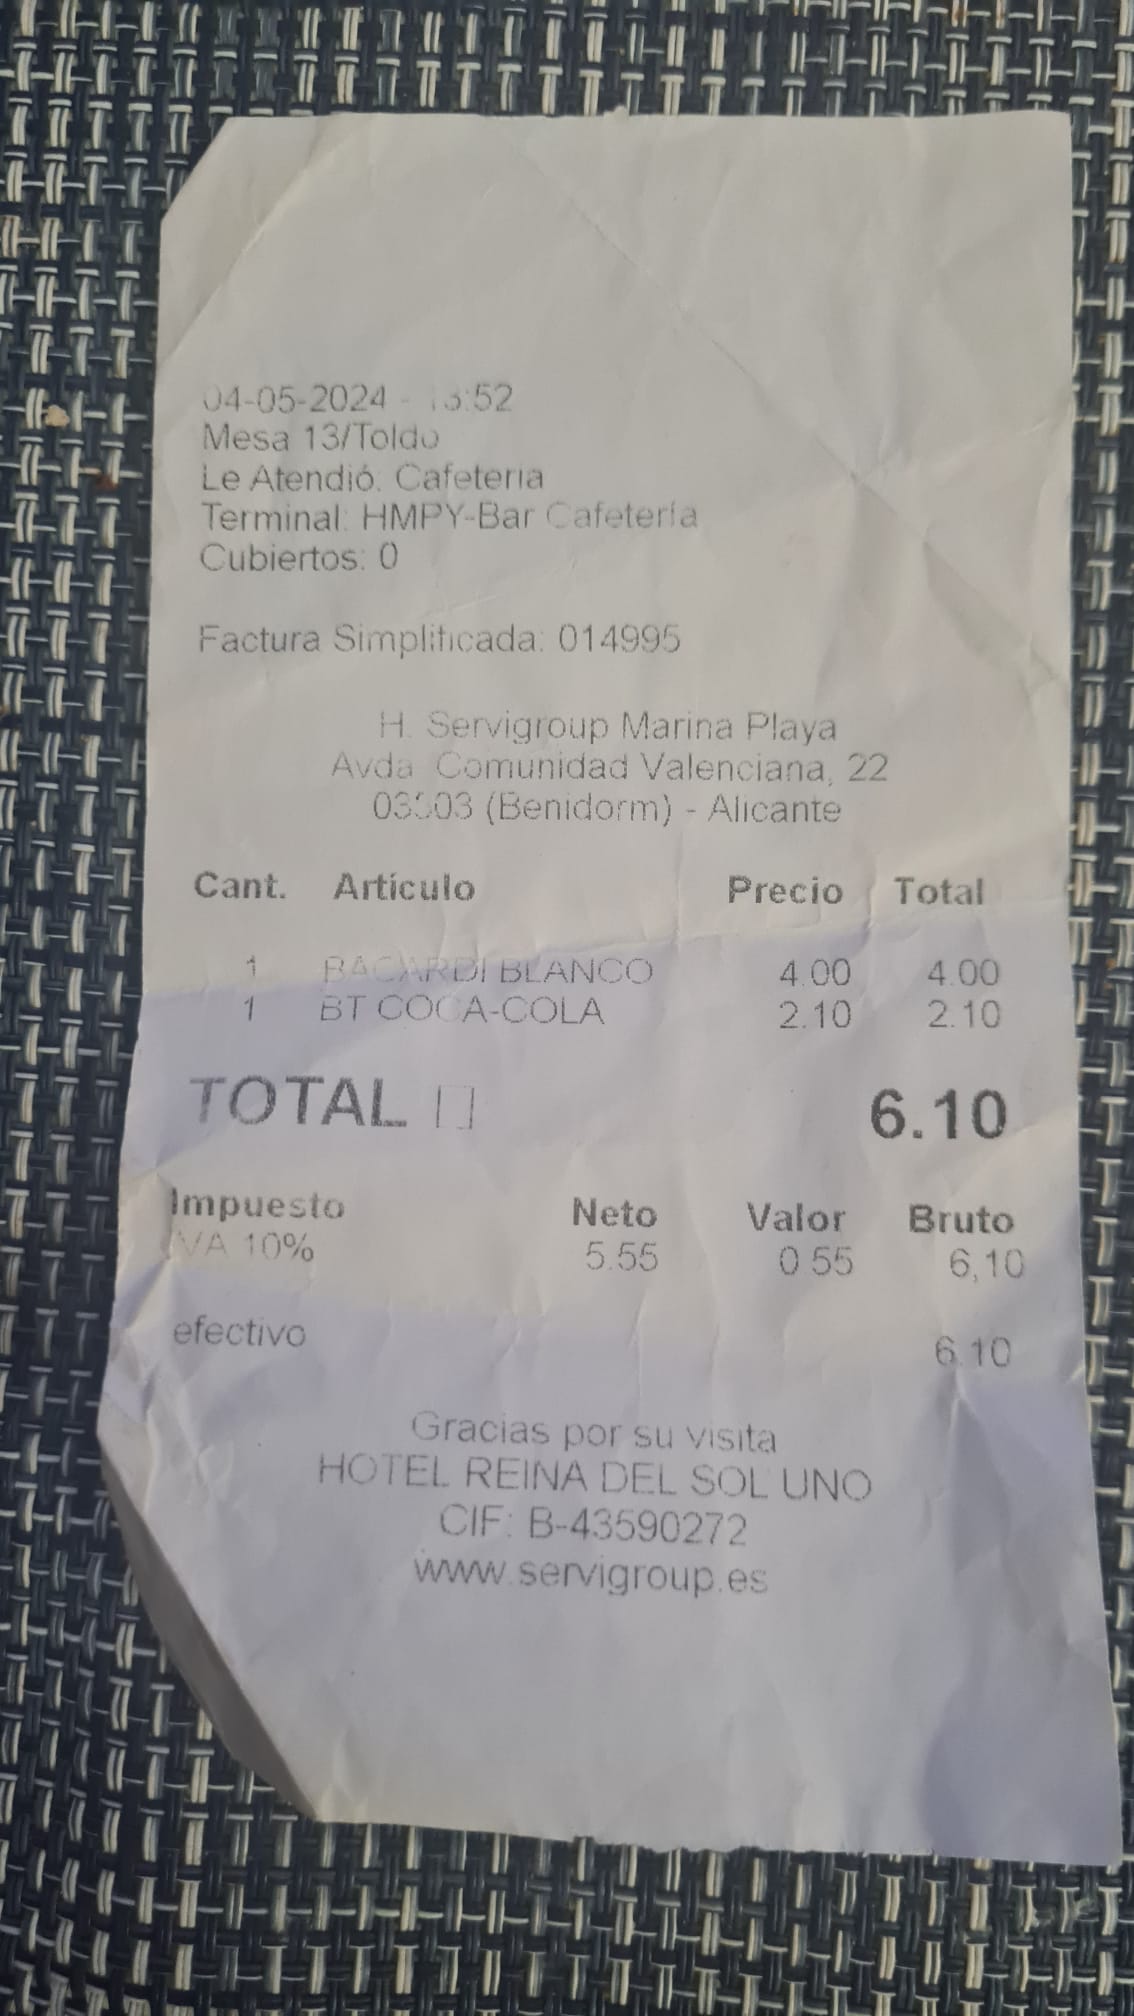 04-05-2024 - 13:52
Mesa 13/Toldo
Le Atendió: Cafeteria
Terminal: HMPY-Bar Cafetería
Cubiertos: 0
Factura Simplificada: 014995
H. Servigroup Marina Playa
Avda. Comunidad Valenciana, 22
03503 (Benidorm) - Alicante
Cant. Artículo Precio Total
1 BACARDI BLANCO 4.00 4.00
1 BT COCA-COLA 2.10 2.10
TOTAL 6.10
Impuesto Neto Valor Bruto
IVA 10% 5.55 0.55 6,10
efectivo 6.10
Gracias por su visita
HOTEL REINA DEL SOL UNO
CIF: B-43590272
www.servigroup.es